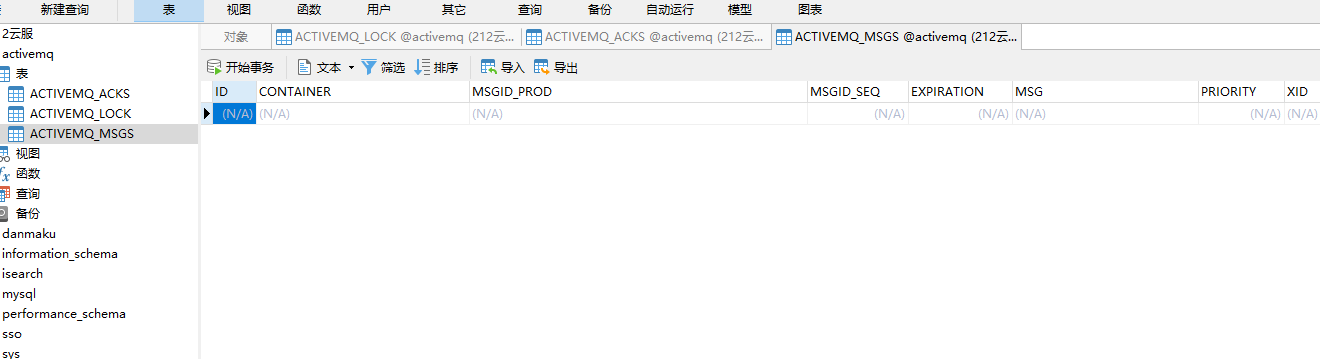 新建查询 表 视图 函数 用户 其它 查询 备份 自动运行 模型 图表
2云服
activemq
表
ACTIVEMQ_ACKS
ACTIVEMQ_LOCK
ACTIVEMQ_MSGS
视图
函数
查询
备份
danmaku
information_schema
isearch
mysql
performance_schema
sso
sys
对象 ACTIVEMQ_LOCK @activemq (212云... ACTIVEMQ_ACKS @activemq (212云... ACTIVEMQ_MSGS @activemq (212云...
开始事务 文本 筛选 排序 导入 导出
ID CONTAINER MSGID_PROD MSGID_SEQ EXPIRATION MSG PRIORITY XID
(N/A) (N/A) (N/A) (N/A) (N/A) (N/A) (N/A) (N/A)